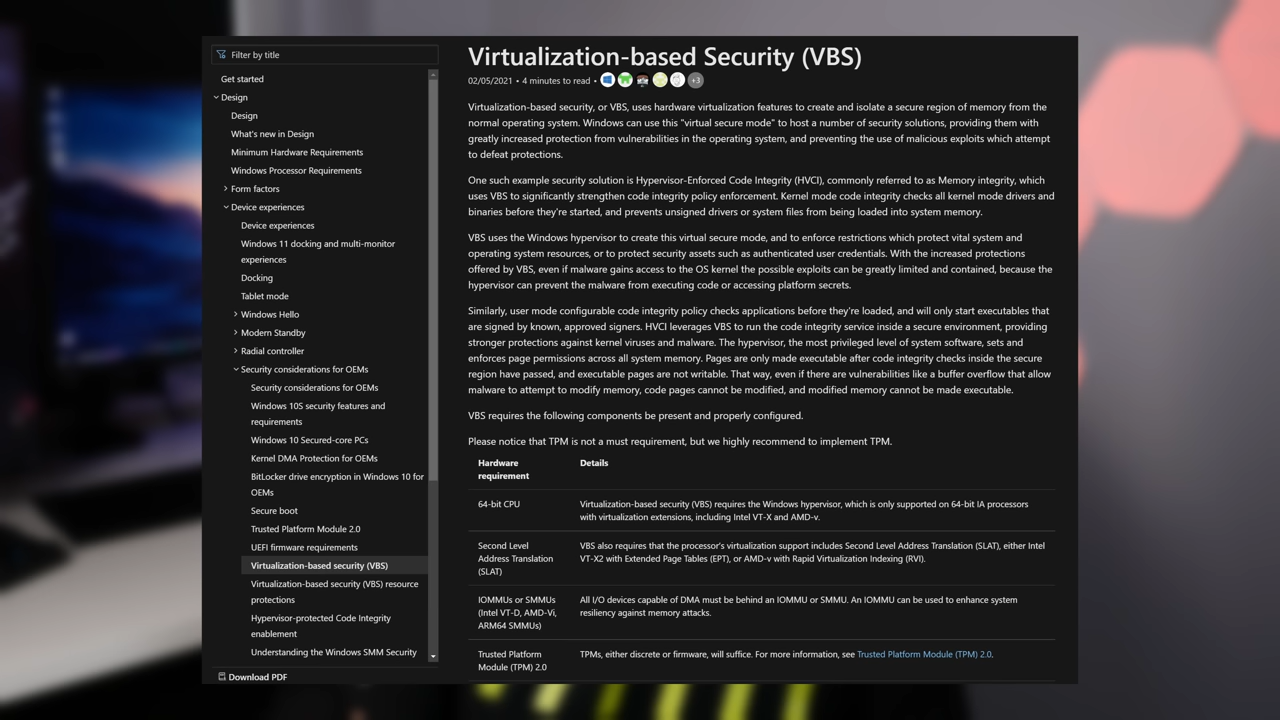 Filter by title
Get started
Design
Design
What's new in Design
Minimum Hardware Requirements
Windows Processor Requirements
Form factors
Device experiences
Device experiences
Windows 11 docking and multi-monitor
experiences
Docking
Tablet mode
Windows Hello
Modern Standby
Radial controller
Security considerations for OEMs
Security considerations for OEMs
Windows 10S security features and
requirements
Windows 10 Secured-core PCs
Kernel DMA Protection for OEMs
BitLocker drive encryption in Windows 10 for
OEMs
Secure boot
Trusted Platform Module 2.0
UEFI firmware requirements
Virtualization-based security (VBS)
Virtualization-based security (VBS) resource
protections
Hypervisor-protected Code Integrity
enablement
Understanding the Windows SMM Security
Download PDF
Virtualization-based Security (VBS)
02/05/2021 • 4 minutes to read • +3
Virtualization-based security, or VBS, uses hardware virtualization features to create and isolate a secure region of memory from the
normal operating system. Windows can use this "virtual secure mode" to host a number of security solutions, providing them with
greatly increased protection from vulnerabilities in the operating system, and preventing the use of malicious exploits which attempt
to defeat protections.
One such example security solution is Hypervisor-Enforced Code Integrity (HVCI), commonly referred to as Memory integrity, which
uses VBS to significantly strengthen code integrity policy enforcement. Kernel mode code integrity checks all kernel mode drivers and
binaries before they're started, and prevents unsigned drivers or system files from being loaded into system memory.
VBS uses the Windows hypervisor to create this virtual secure mode, and to enforce restrictions which protect vital system and
operating system resources, or to protect security assets such as authenticated user credentials. With the increased protections
offered by VBS, even if malware gains access to the OS kernel the possible exploits can be greatly limited and contained, because the
hypervisor can prevent the malware from executing code or accessing platform secrets.
Similarly, user mode configurable code integrity policy checks applications before they're loaded, and will only start executables that
are signed by known, approved signers. HVCI leverages VBS to run the code integrity service inside a secure environment, providing
stronger protections against kernel viruses and malware. The hypervisor, the most privileged level of system software, sets and
enforces page permissions across all system memory. Pages are only made executable after code integrity checks inside the secure
region have passed, and executable pages are not writable. That way, even if there are vulnerabilities like a buffer overflow that allow
malware to attempt to modify memory, code pages cannot be modified, and modified memory cannot be made executable.
VBS requires the following components be present and properly configured.
Please notice that TPM is not a must requirement, but we highly recommend to implement TPM.
Hardware
requirement
Details
64-bit CPU
Virtualization-based security (VBS) requires the Windows hypervisor, which is only supported on 64-bit IA processors
with virtualization extensions, including Intel VT-X and AMD-v.
Second Level
Address Translation
(SLAT)
VBS also requires that the processor's virtualization support includes Second Level Address Translation (SLAT), either Intel
VT-X2 with Extended Page Tables (EPT), or AMD-v with Rapid Virtualization Indexing (RVI).
IOMMUs or SMMUs
(Intel VT-D, AMD-Vi,
ARM64 SMMUs)
All I/O devices capable of DMA must be behind an IOMMU or SMMU. An IOMMU can be used to enhance system
resiliency against memory attacks.
Trusted Platform
Module (TPM) 2.0
TPMs, either discrete or firmware, will suffice. For more information, see Trusted Platform Module (TPM) 2.0.